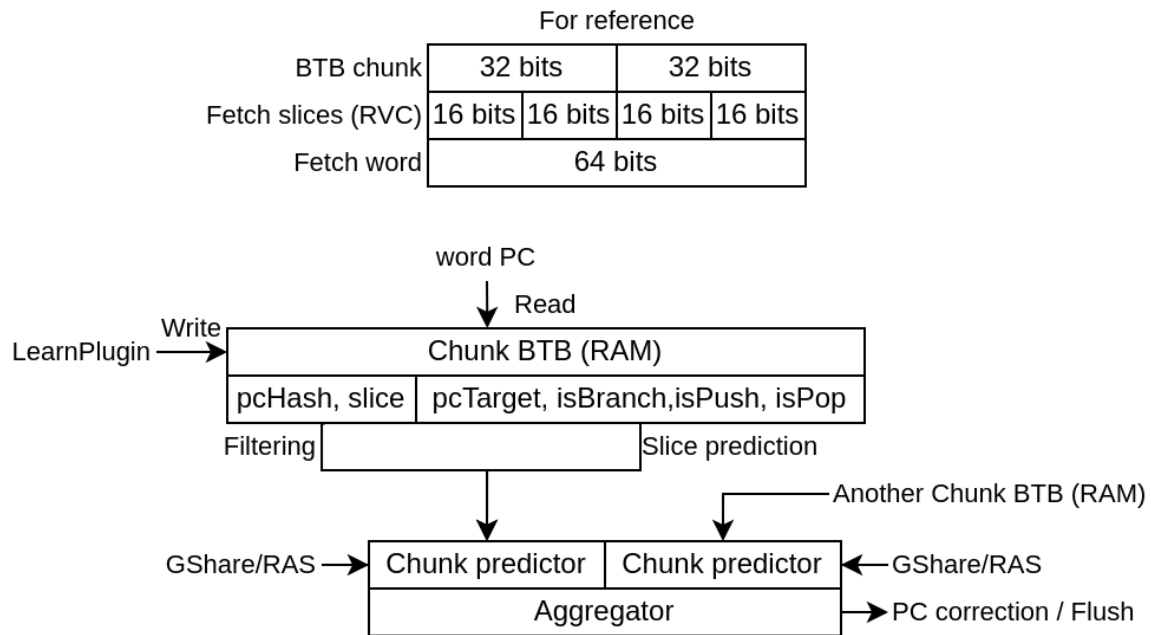 For reference
BTB chunk 32 bits 32 bits
Fetch slices (RVC) 16 bits 16 bits 16 bits 16 bits
Fetch word 64 bits
word PC
Read
Write
LearnPlugin Chunk BTB (RAM)
pcHash, slice pcTarget, isBranch,isPush, isPop
Filtering Slice prediction
Another Chunk BTB (RAM)
GShare/RAS Chunk predictor Chunk predictor GShare/RAS
Aggregator PC correction / Flush